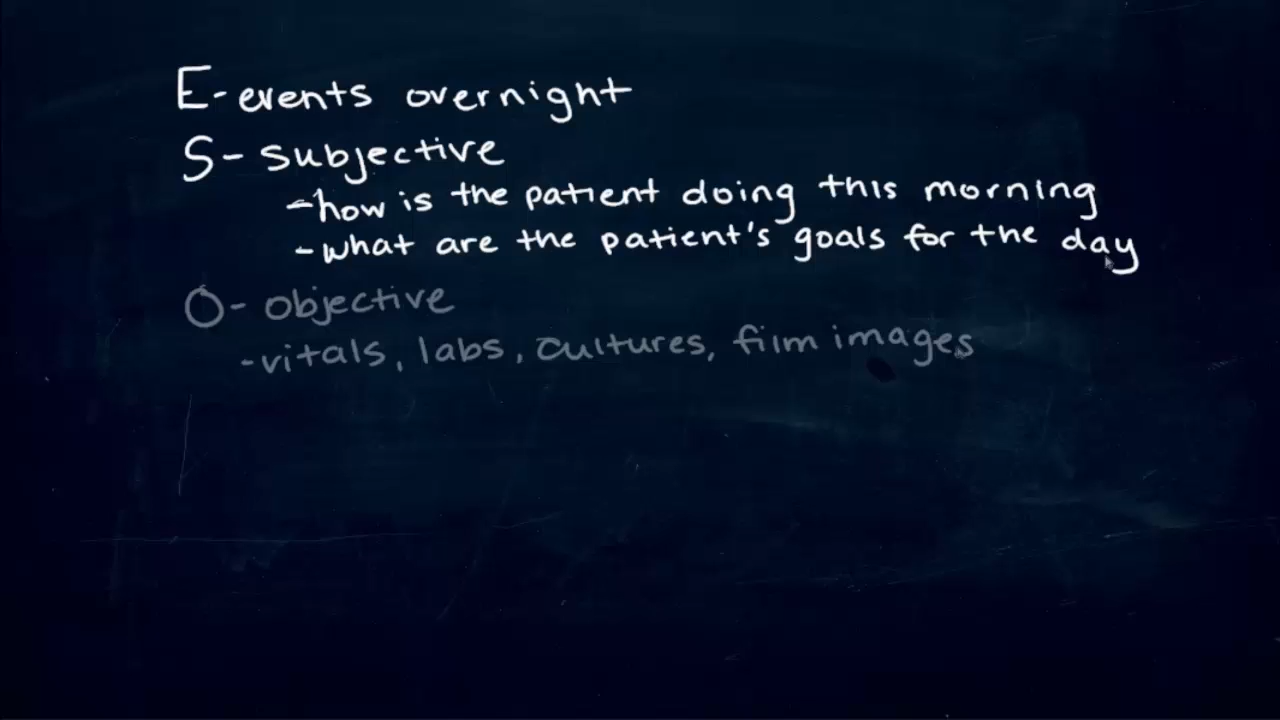 E- events overnight
S- subjective
-how is the patient doing this morning
-what are the patient's goals for the day
O- objective
-vitals, labs, cultures, film images